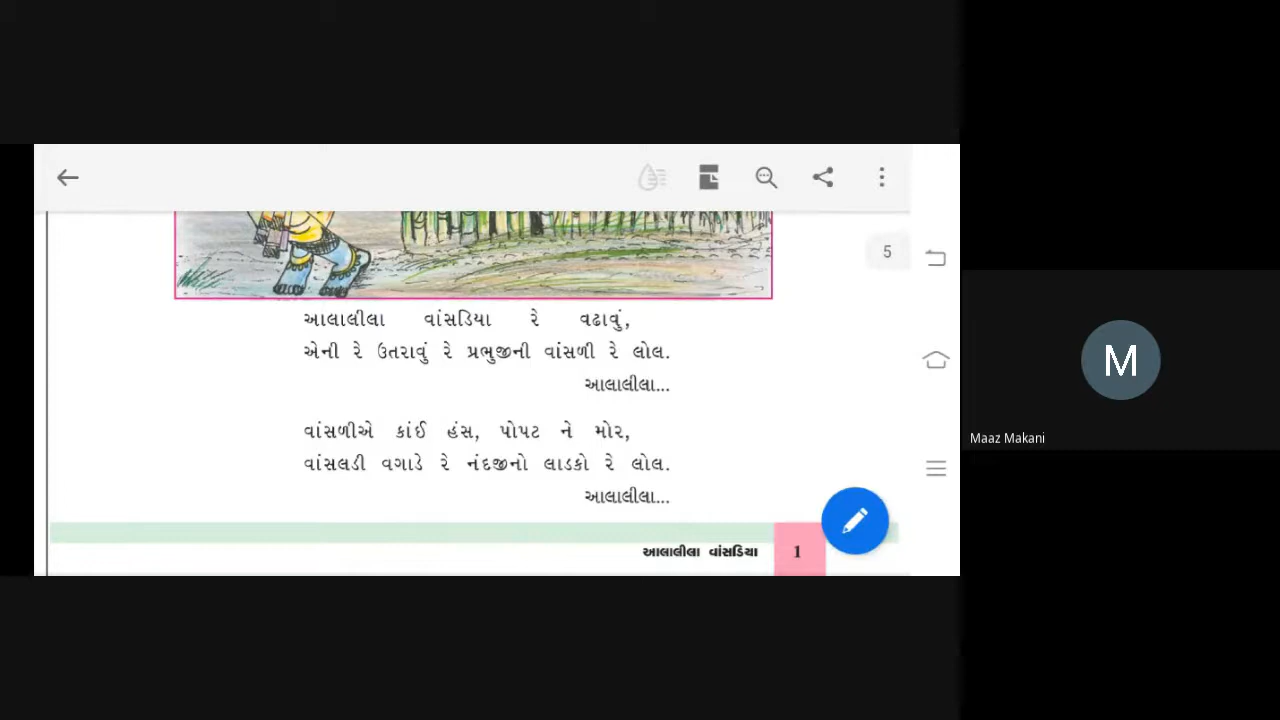 5
આલાલીલા વાંસડિયા રે વઢાવું,
એની રે ઉતરાવું રે પ્રભુજીની વાંસળી રે લોલ.
આલાલીલા...
વાંસળીએ કાંઈ હંસ, પોપટ ને મોર,
વાંસલડી વગાડે રે નંદજીનો લાડકો રે લોલ.
આલાલીલા...
આલાલીલા વાંસડિયા 1
M
Maaz Makani